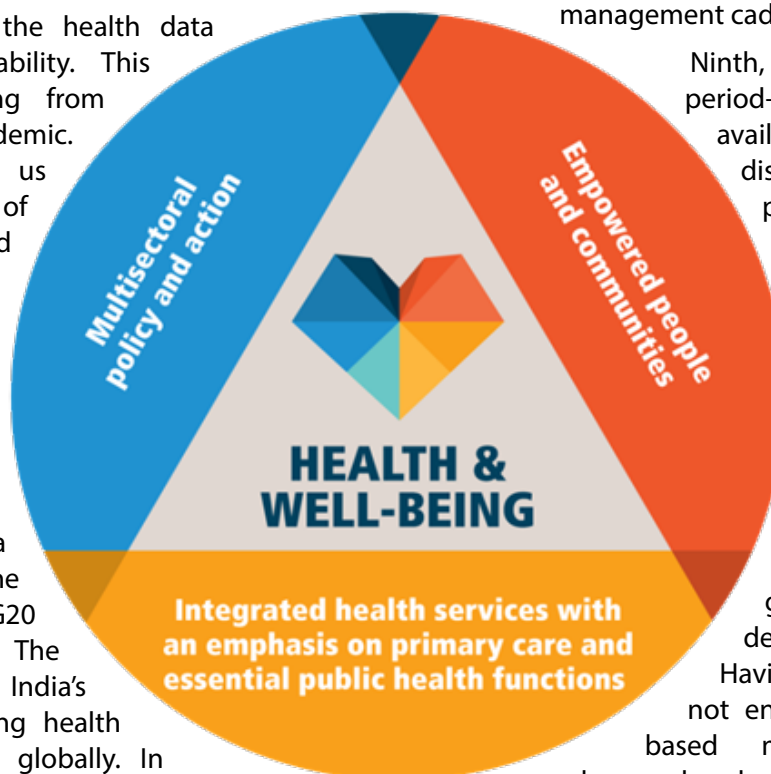 the health data
ability. This
ng from
demic.
us
of
d
a
ne
G20
The
India's
ng health
globally. In
Multisectoral
policy and action
HEALTH &
WELL-BEING
Integrated health services with
an emphasis on primary care and
essential public health functions
Empowered people
and communities
management cad
Ninth,
period-
avail
dis
p
g
de
Havi
not en
based